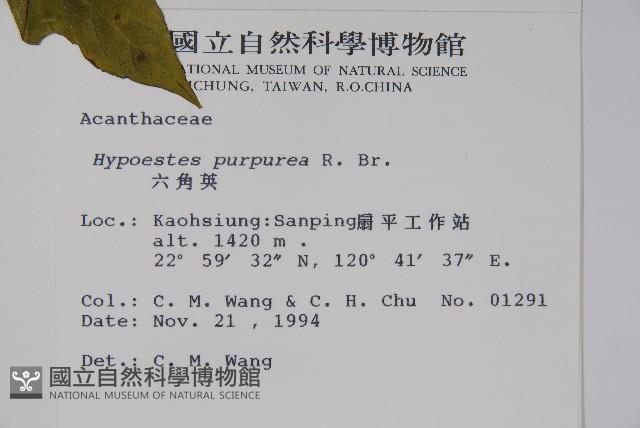 國立自然科學博物館
TIONAL MUSEUM OF NATURAL SCIENCE
ICHUNG, TAIWAN, R.O.CHINA
Acanthaceae
Hypoestes purpurea R. Br.
六角英
Loc.: Kaohsiung:Sanping扇平工作站
alt. 1420 m .
22° 59′ 32″ N, 120° 41′ 37″ E.
Col.: C. M. Wang & C. H. Chu No. 01291
Date: Nov. 21 , 1994
Det.: C. M. Wang
國立自然科學博物館
NATIONAL MUSEUM OF NATURAL SCIENCE